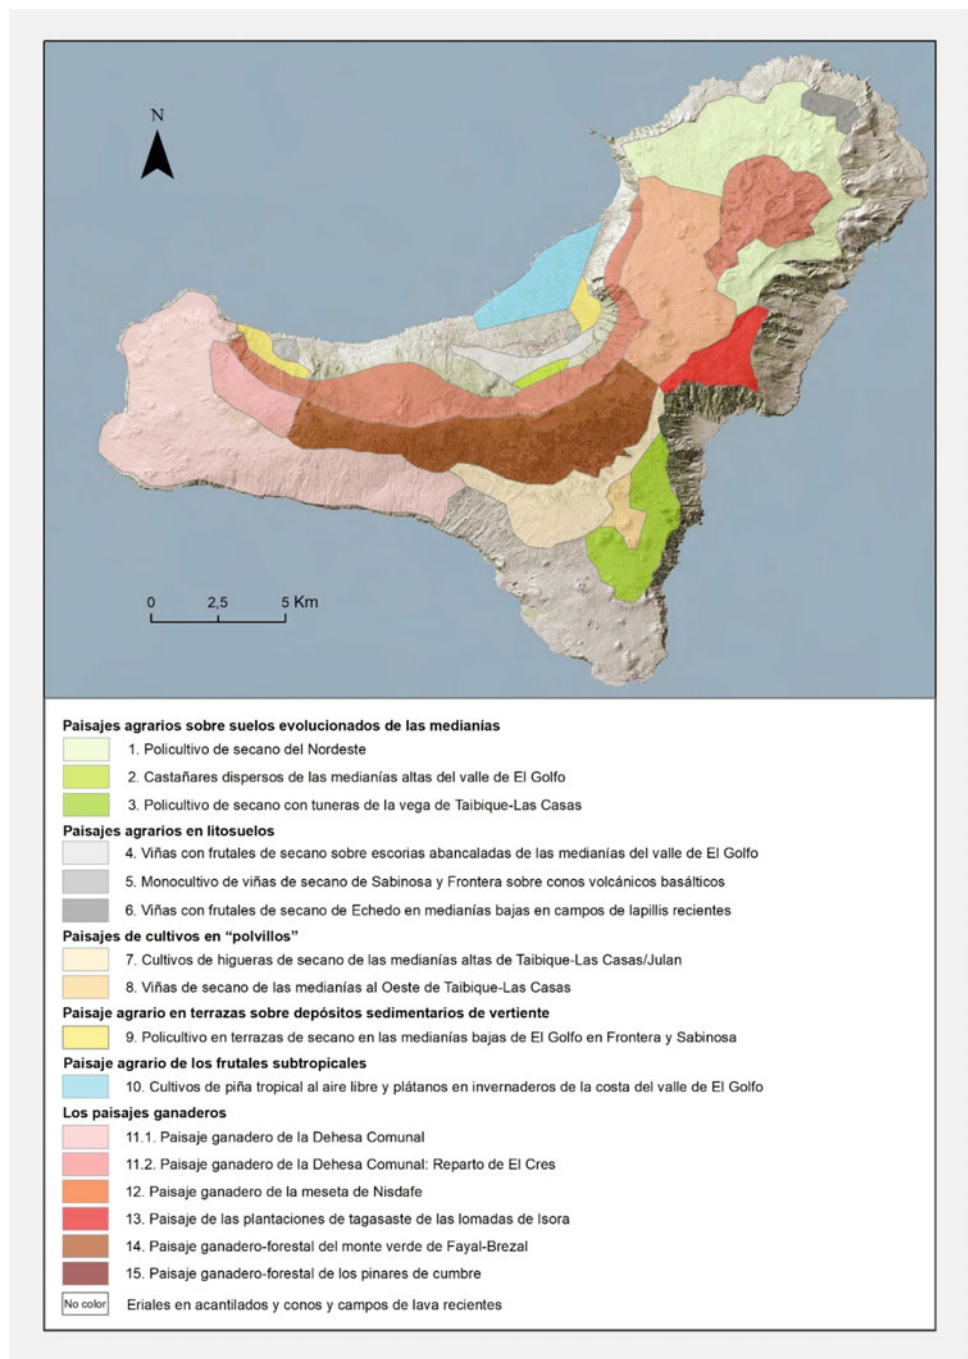 N
0 2,5 5 Km
Paisajes agrarios sobre suelos evolucionados de las medianías
1. Policultivo de secano del Nordeste
2. Castañares dispersos de las medianías altas del valle de El Golfo
3. Policultivo de secano con tuneras de la vega de Taibique-Las Casas
Paisajes agrarios en litosuelos
4. Viñas con frutales de secano sobre escorias abancaladas de las medianías del valle de El Golfo
5. Monocultivo de viñas de secano de Sabinosa y Frontera sobre conos volcánicos basálticos
6. Viñas con frutales de secano de Echedo en medianías bajas en campos de lapillis recientes
Paisajes de cultivos en “polvillos”
7. Cultivos de higueras de secano de las medianías altas de Taibique-Las Casas/Julan
8. Viñas de secano de las medianías al Oeste de Taibique-Las Casas
Paisaje agrario en terrazas sobre depósitos sedimentarios de vertiente
9. Policultivo en terrazas de secano en las medianías bajas de El Golfo en Frontera y Sabinosa
Paisaje agrario de los frutales subtropicales
10. Cultivos de piña tropical al aire libre y plátanos en invernaderos de la costa del valle de El Golfo
Los paisajes ganaderos
11.1. Paisaje ganadero de la Dehesa Comunal
11.2. Paisaje ganadero de la Dehesa Comunal: Reparto de El Cres
12. Paisaje ganadero de la meseta de Nisdafe
13. Paisaje de las plantaciones de tagasaste de las lomadas de Isora
14. Paisaje ganadero-forestal del monte verde de Fayal-Brezal
15. Paisaje ganadero-forestal de los pinares de cumbre
No color Eriales en acantilados y conos y campos de lava recientes